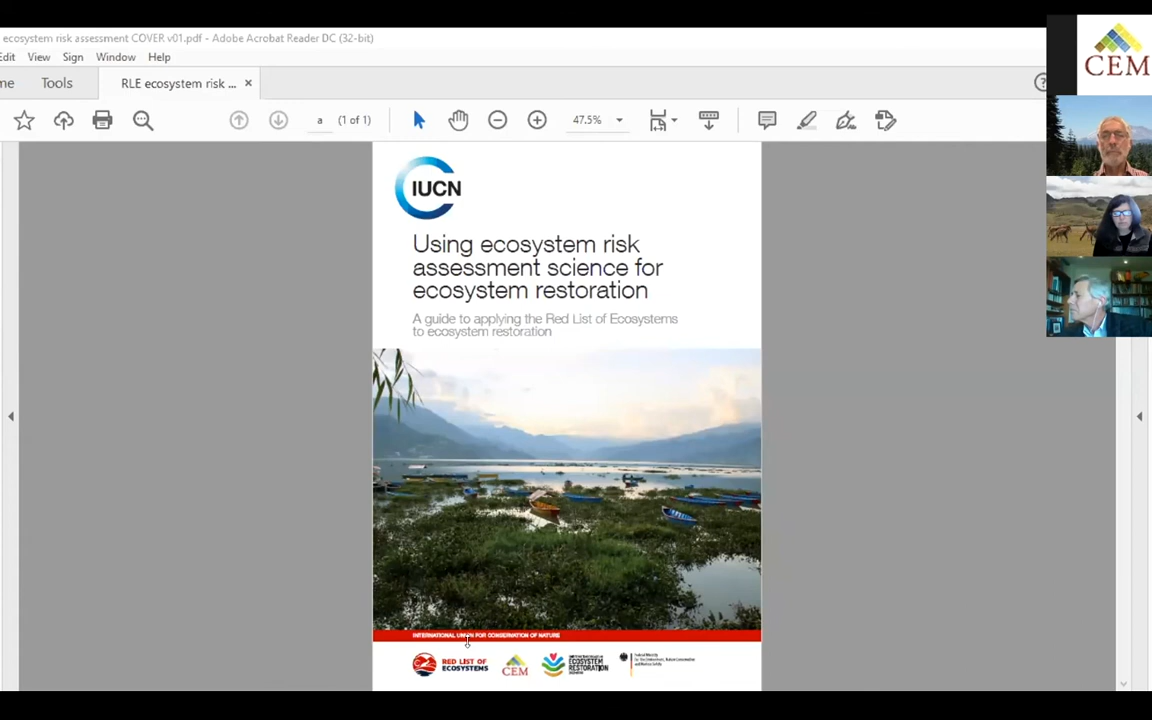 ecosystem risk assessment COVER v01.pdf - Adobe Acrobat Reader DC (32-bit)
Edit View Sign Window Help
me Tools RLE ecosystem risk ... ×
a (1 of 1) 47.5%
CEM
IUCN
Using ecosystem risk
assessment science for
ecosystem restoration
A guide to applying the Red List of Ecosystems
to ecosystem restoration
INTERNATIONAL UNION FOR CONSERVATION OF NATURE
RED LIST OF
ECOSYSTEMS
CEM
ECOSYSTEM
RESTORATION
Federal Ministry